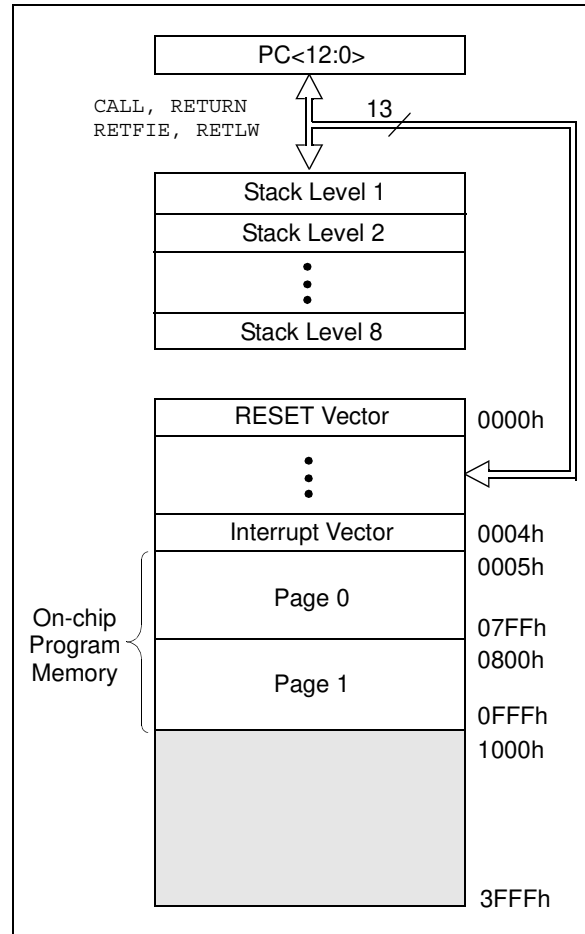 PC<12:0>
CALL, RETURN
RETFIE, RETLW
13
Stack Level 1
Stack Level 2
Stack Level 8
RESET Vector
0000h
Interrupt Vector
0004h
0005h
On-chip
Program
Memory
Page 0
07FFh
0800h
Page 1
0FFFh
1000h
3FFFh